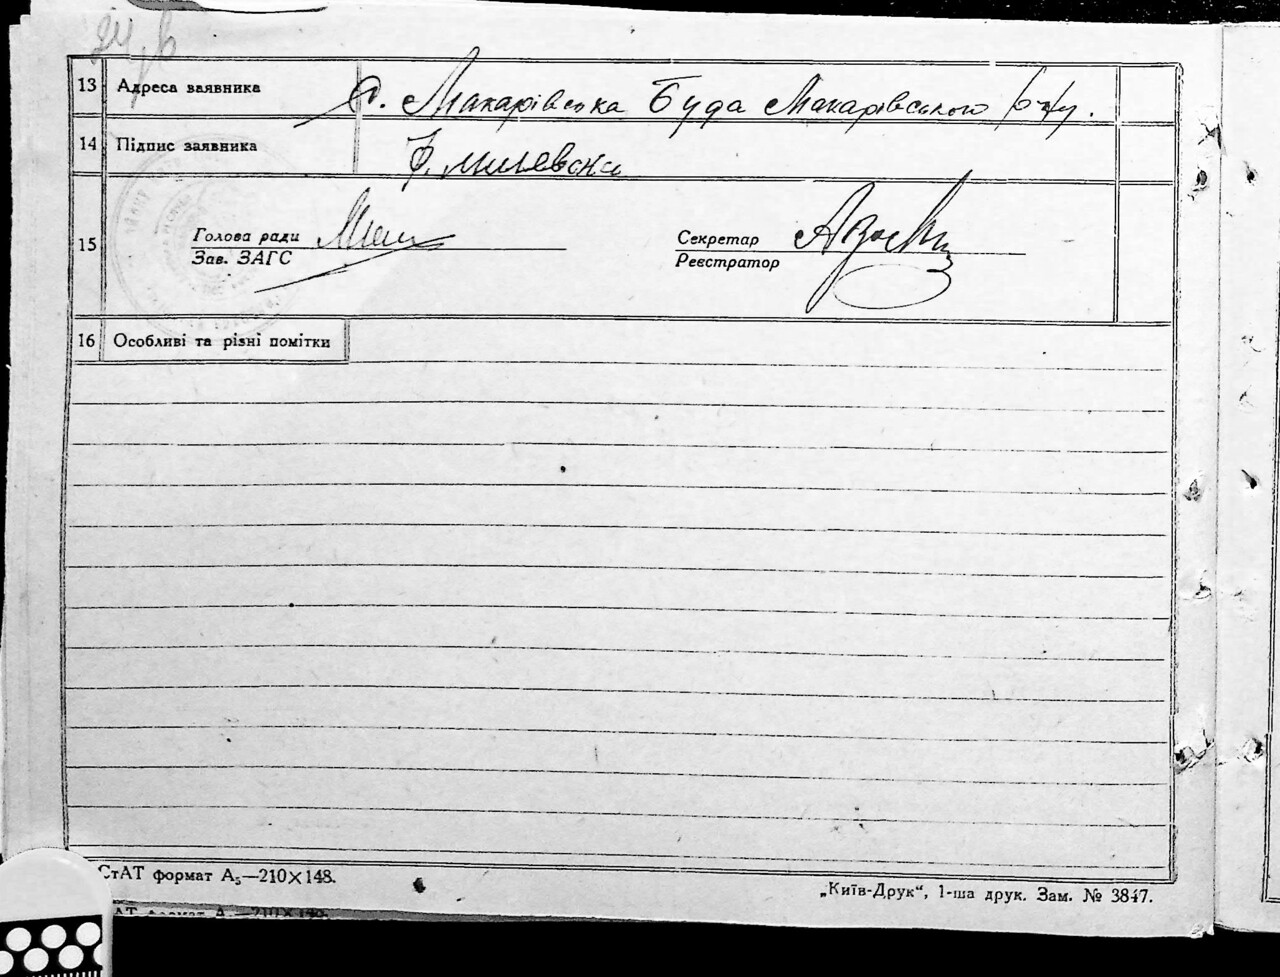 13 Адреса заявника с. Макарівська Буда Макарівського р-ну.
14 Підпис заявника
15 Голова ради Секретар
Зав. ЗАГС Реєстратор
16 Особливі та різні помітки
СтАТ формат А₅—210×148.
„Київ-Друк“, 1-ша друк. Зам. № 3847.